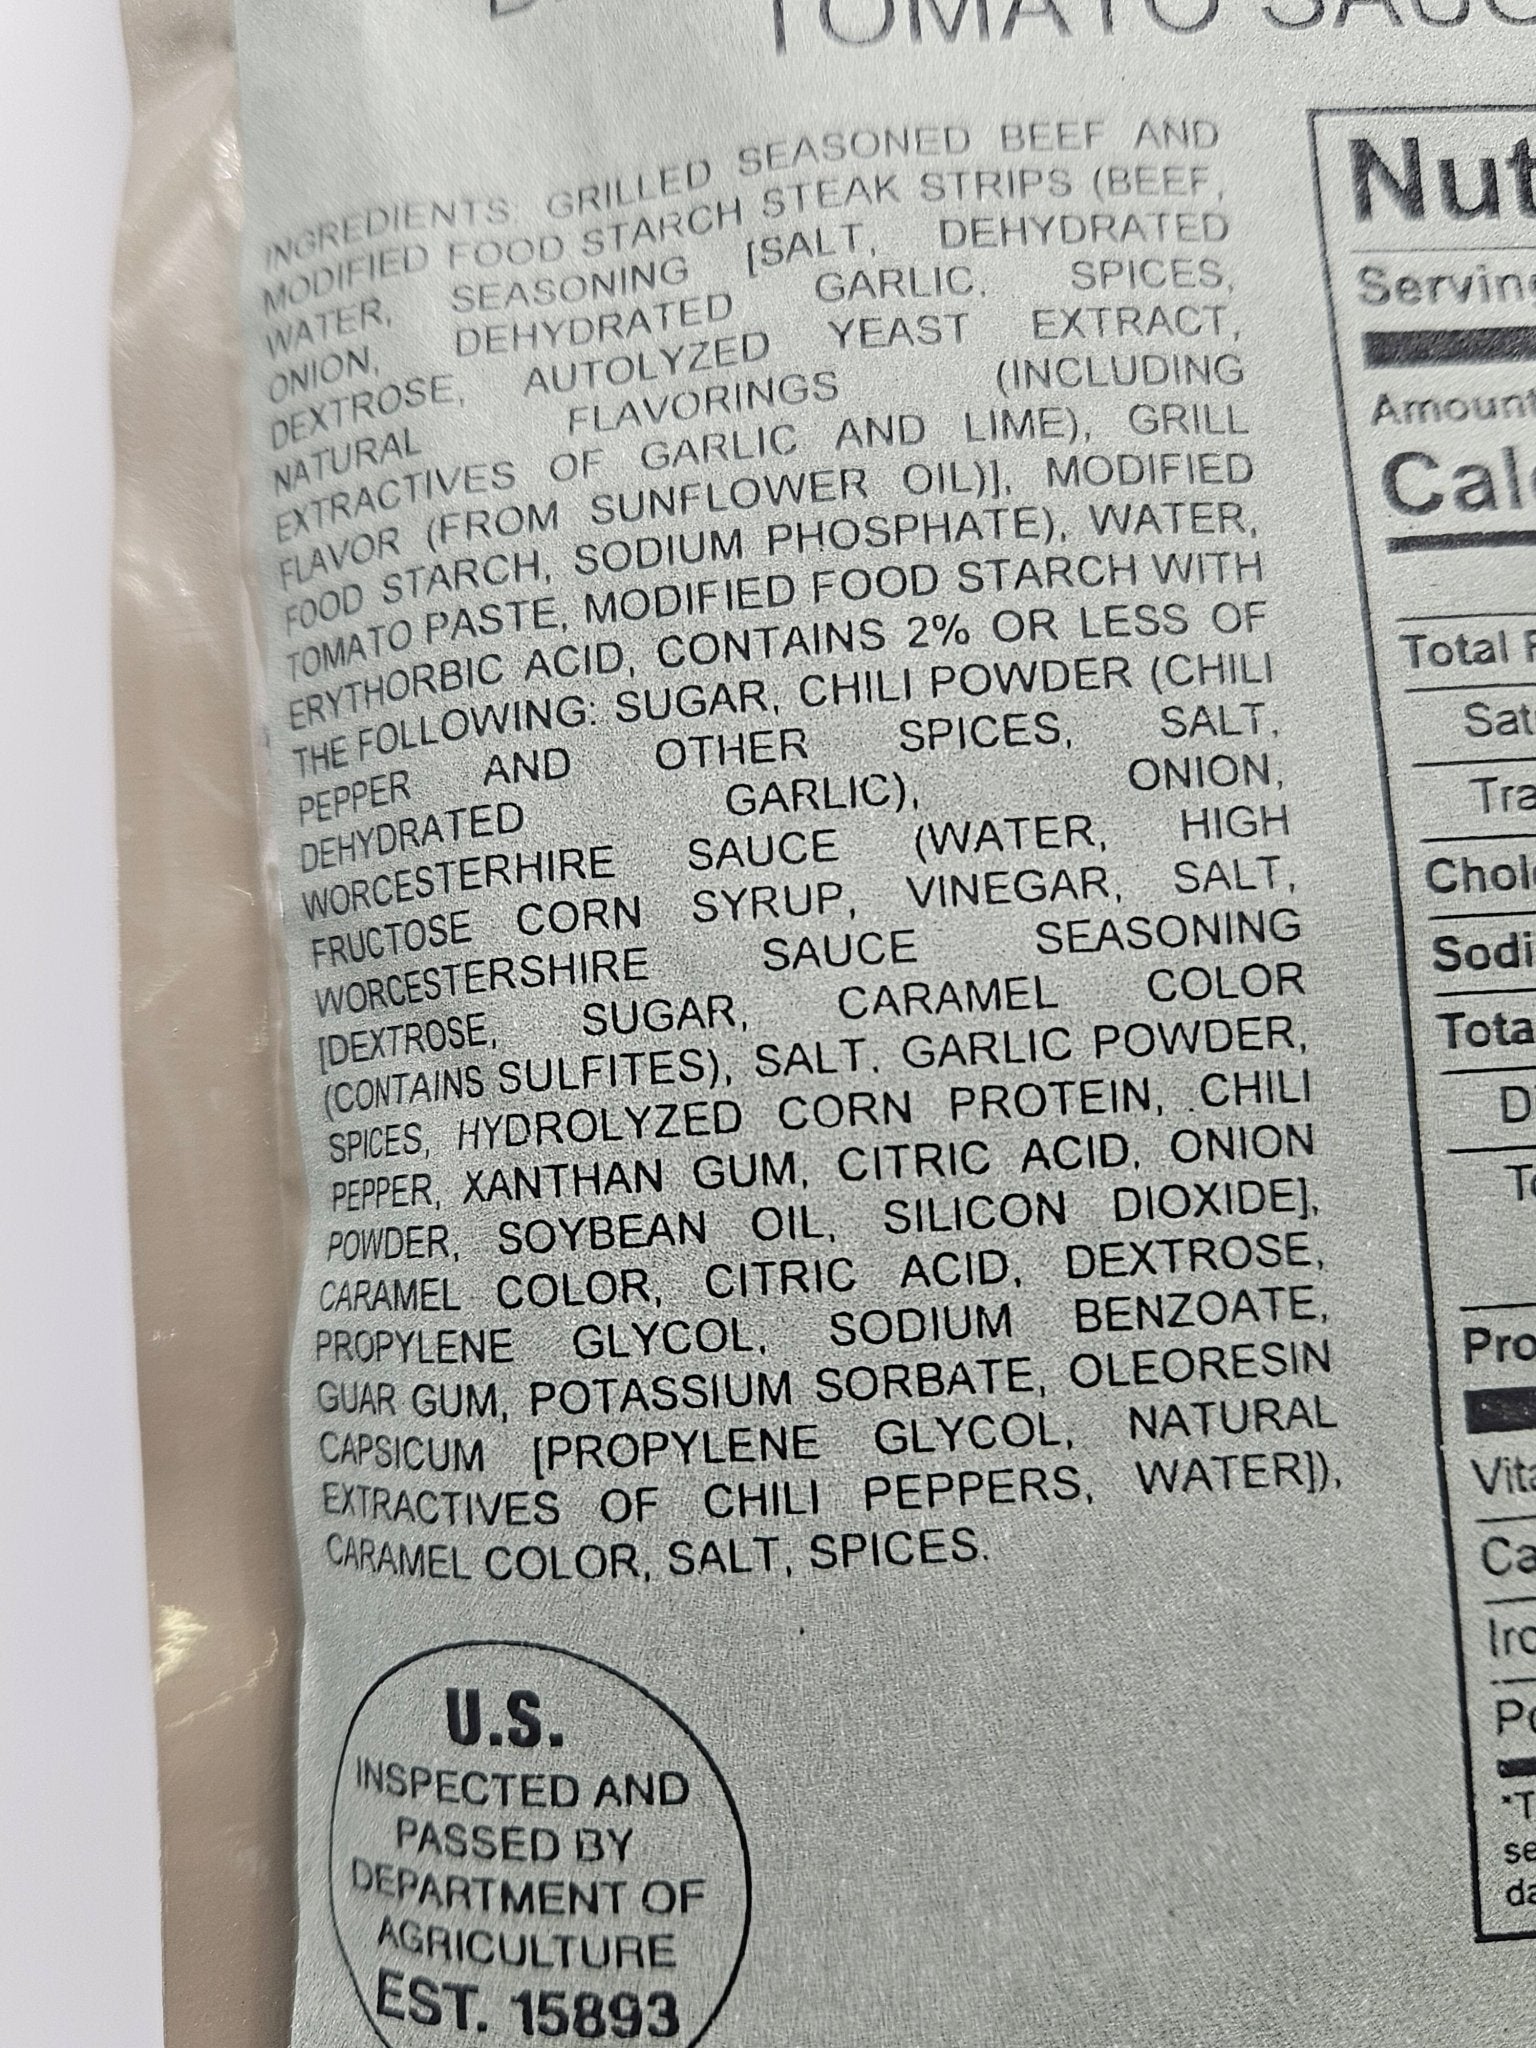 TOMATO SAUC
INGREDIENTS: GRILLED SEASONED BEEF AND
MODIFIED FOOD STARCH STEAK STRIPS (BEEF,
WATER, SEASONING [SALT, DEHYDRATED
ONION, DEHYDRATED GARLIC, SPICES,
DEXTROSE, AUTOLYZED YEAST EXTRACT,
NATURAL FLAVORINGS (INCLUDING
EXTRACTIVES OF GARLIC AND LIME), GRILL
FLAVOR (FROM SUNFLOWER OIL)], MODIFIED
FOOD STARCH, SODIUM PHOSPHATE), WATER,
TOMATO PASTE, MODIFIED FOOD STARCH WITH
ERYTHORBIC ACID, CONTAINS 2% OR LESS OF
THE FOLLOWING: SUGAR, CHILI POWDER (CHILI
PEPPER AND OTHER SPICES, SALT,
DEHYDRATED GARLIC), ONION,
WORCESTERHIRE SAUCE (WATER, HIGH
FRUCTOSE CORN SYRUP, VINEGAR, SALT,
WORCESTERSHIRE SAUCE SEASONING
[DEXTROSE, SUGAR, CARAMEL COLOR
(CONTAINS SULFITES), SALT, GARLIC POWDER,
SPICES, HYDROLYZED CORN PROTEIN, CHILI
PEPPER, XANTHAN GUM, CITRIC ACID, ONION
POWDER, SOYBEAN OIL, SILICON DIOXIDE],
CARAMEL COLOR, CITRIC ACID, DEXTROSE,
PROPYLENE GLYCOL, SODIUM BENZOATE,
GUAR GUM, POTASSIUM SORBATE, OLEORESIN
CAPSICUM [PROPYLENE GLYCOL, NATURAL
EXTRACTIVES OF CHILI PEPPERS, WATER]),
CARAMEL COLOR, SALT, SPICES.
U.S.
INSPECTED AND
PASSED BY
DEPARTMENT OF
AGRICULTURE
EST. 15893
Nut
Serving
Amount
Cal
Total F
Sat
Tra
Chol
Sodi
Tota
D
To
Pro
Vita
Ca
Iro
Po
*T
se
da